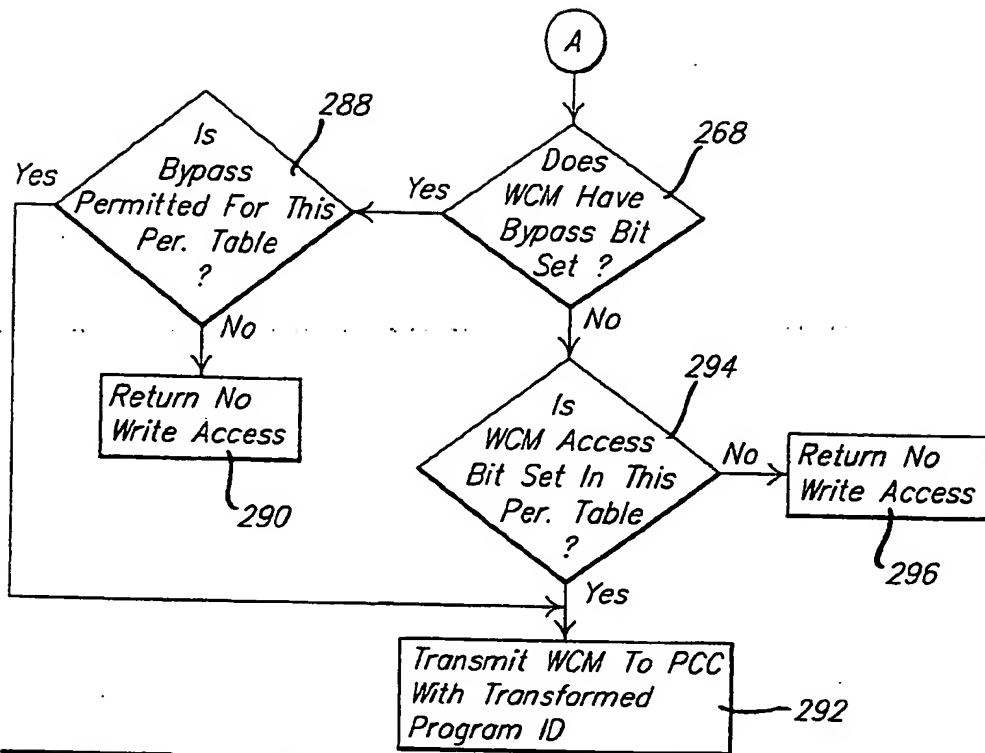 A
288
Is
Bypass
Permitted For This
Per. Table
?
Yes
No
Return No
Write Access
290
268
Does
WCM Have
Bypass Bit
Set ?
Yes
No
294
Is
WCM Access
Bit Set In This
Per. Table
?
No
Return No
Write Access
296
Yes
Transmit WCM To PCC
With Transformed
Program ID
292